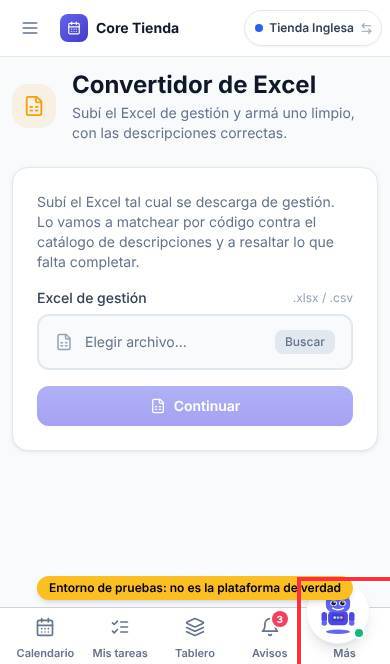 Core Tienda
Tienda Inglesa
Convertidor de Excel
Subí el Excel de gestión y armá uno limpio,
con las descripciones correctas.
Subí el Excel tal cual se descarga de gestión.
Lo vamos a matchear por código contra el
catálogo de descripciones y a resaltar lo que
falta completar.
Excel de gestión
.xlsx / .csv
Elegir archivo...
Buscar
Continuar
Entorno de pruebas: no es la plataforma de verdad
3
Calendario
Mis tareas
Tablero
Avisos
Más